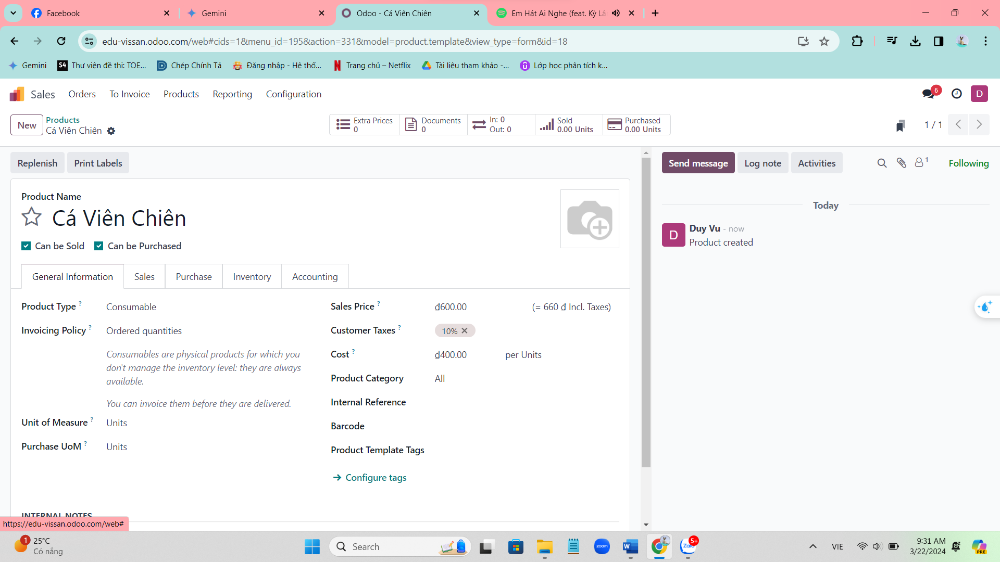 Facebook
Gemini
Odoo - Cá Viên Chiên
Em Hát Ai Nghe (feat. Kỳ Lâ
edu-vissan.odoo.com/web#cids=1&menu_id=195&action=331&model=product.template&view_type=form&id=18
Gemini
S4 Thư viện đề thi: TOE...
Chép Chính Tả
Đăng nhập - Hệ thố...
Trang chủ – Netflix
Tài liệu tham khảo -...
Lớp học phân tích k...
Sales
Orders
To Invoice
Products
Reporting
Configuration
6
D
New
Products
Cá Viên Chiên
Extra Prices
0
Documents
0
In: 0
Out: 0
Sold
0.00 Units
Purchased
0.00 Units
1 / 1
Replenish
Print Labels
Send message
Log note
Activities
1
Following
Product Name
Cá Viên Chiên
Can be Sold
Can be Purchased
Today
D
Duy Vu - now
Product created
General Information
Sales
Purchase
Inventory
Accounting
Product Type ?
Consumable
Invoicing Policy ?
Ordered quantities
Consumables are physical products for which you
don't manage the inventory level: they are always
available.
You can invoice them before they are delivered.
Unit of Measure ?
Units
Purchase UoM ?
Units
Sales Price ?
₫600.00
(= 660 ₫ Incl. Taxes)
Customer Taxes ?
10%
Cost ?
₫400.00
per Units
Product Category
All
Internal Reference
Barcode
Product Template Tags
Configure tags
INTERNAL NOTES
https://edu-vissan.odoo.com/web#
1
25°C
Có nắng
Search
zoom
W
Zalo
5+
VIE
9:31 AM
3/22/2024
PRE